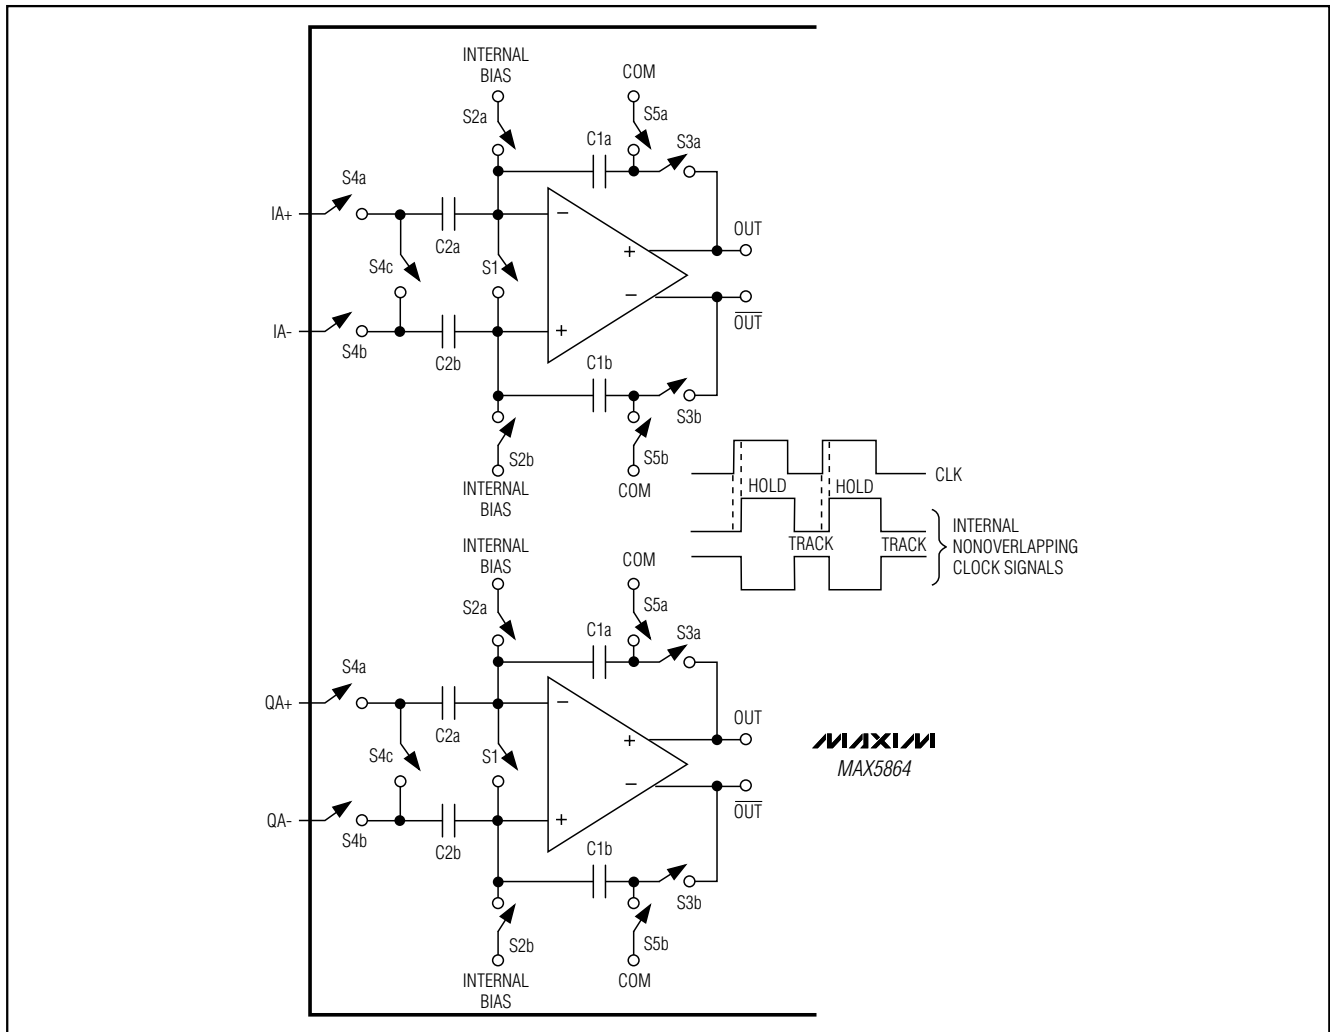 INTERNAL
BIAS
COM
S2a
S5a
C1a
S3a
S4a
IA+
−
C2a
OUT
+
S4c
S1
−
IA-
OUT
+
S4b
C2b
C1b
S3b
S2b
S5b
INTERNAL
BIAS
COM
CLK
HOLD
HOLD
TRACK
TRACK
INTERNAL
NONOVERLAPPING
CLOCK SIGNALS
INTERNAL
BIAS
COM
S2a
S5a
C1a
S3a
S4a
QA+
−
C2a
OUT
+
S4c
S1
−
QA-
OUT
+
S4b
C2b
C1b
S3b
S2b
S5b
INTERNAL
BIAS
COM
MAXIM
MAX5864